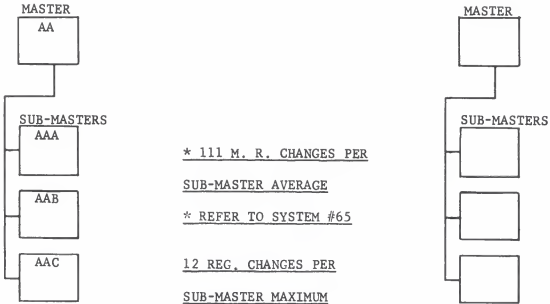 MASTER
AA
SUB-MASTERS
AAA
AAB
AAC
* 111 M. R. CHANGES PER
SUB-MASTER AVERAGE
* REFER TO SYSTEM #65
12 REG. CHANGES PER
SUB-MASTER MAXIMUM
MASTER
SUB-MASTERS